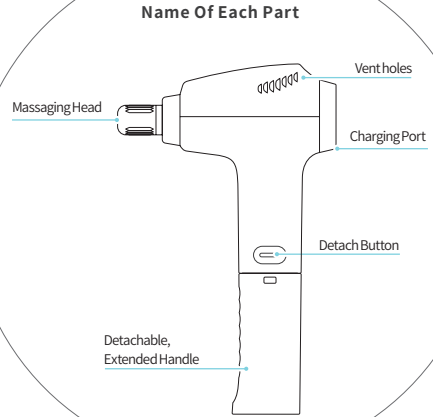 Name Of Each Part
Vent holes
Massaging Head
Charging Port
Detach Button
Detachable,
Extended Handle